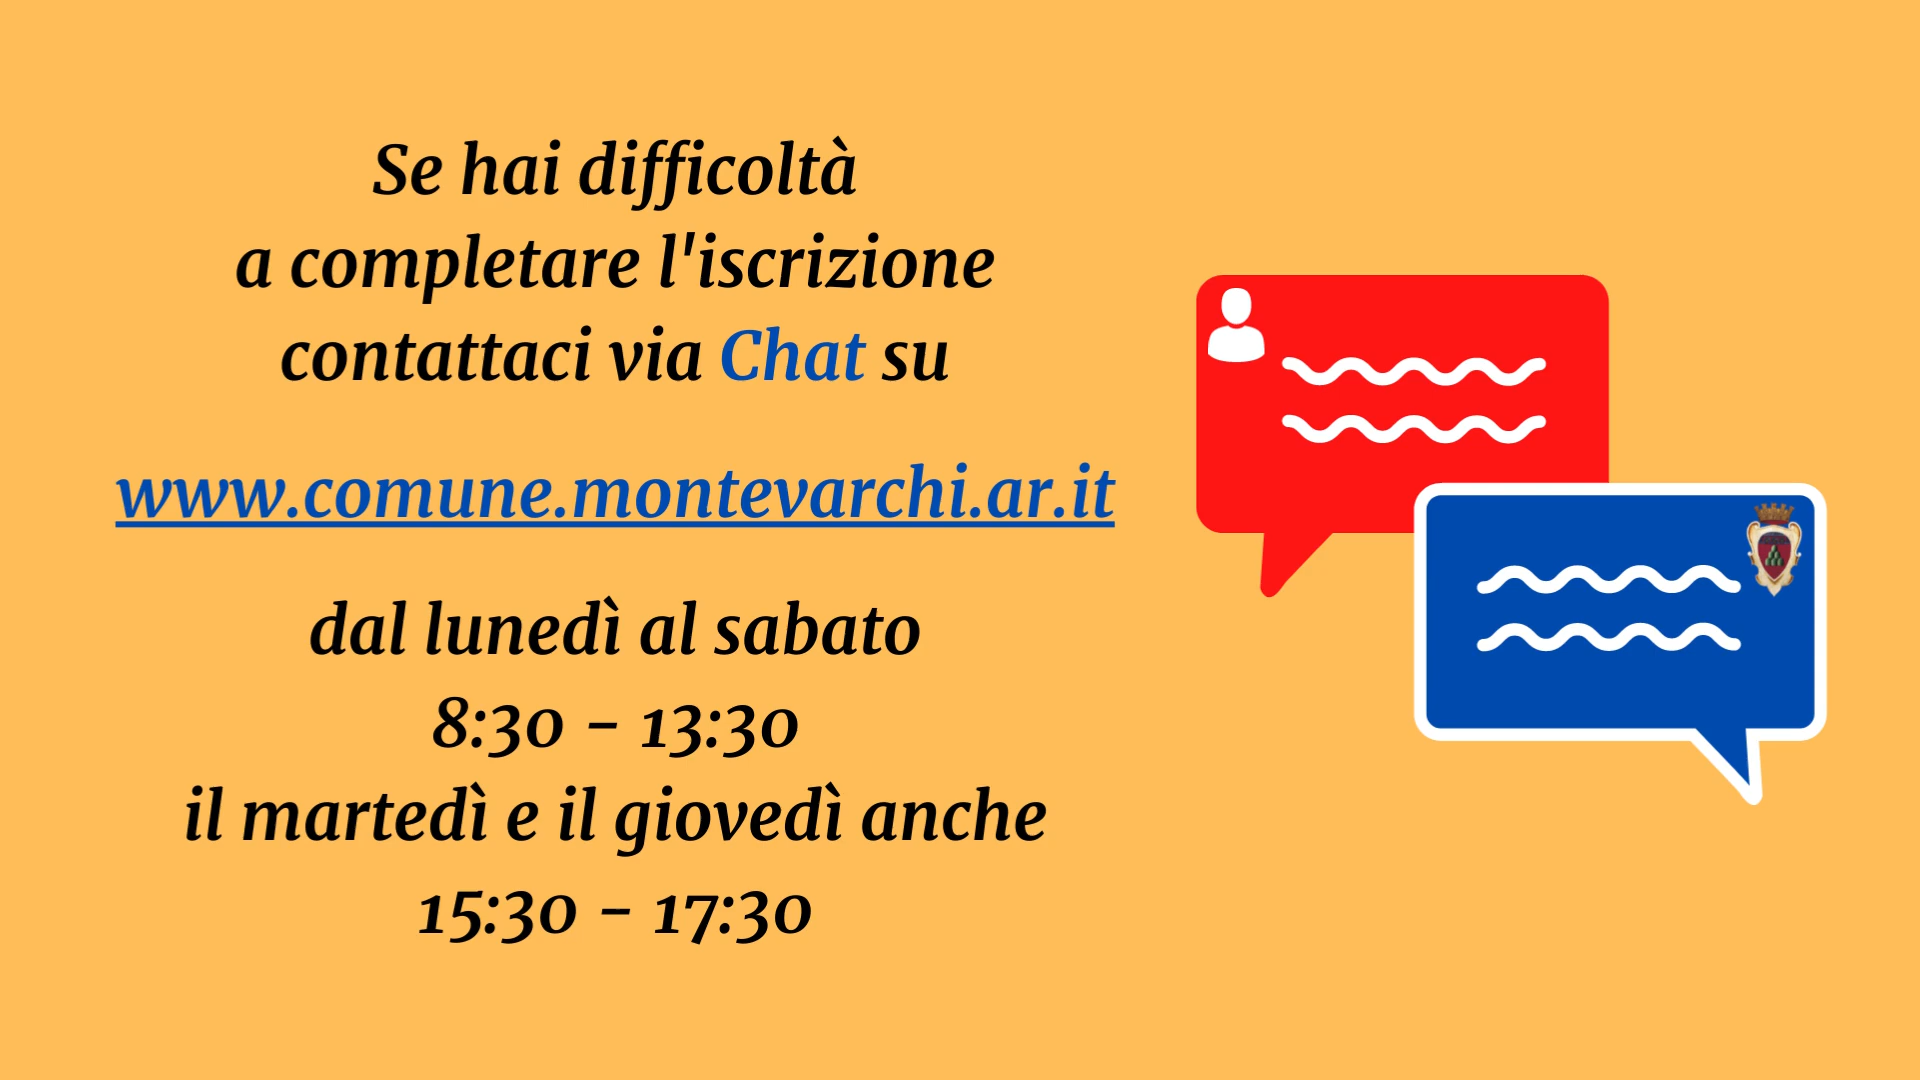 Se hai difficoltà
a completare l'iscrizione
contattaci via Chat su
www.comune.montevarchi.ar.it
dal lunedì al sabato
8:30 - 13:30
il martedì e il giovedì anche
15:30 - 17:30